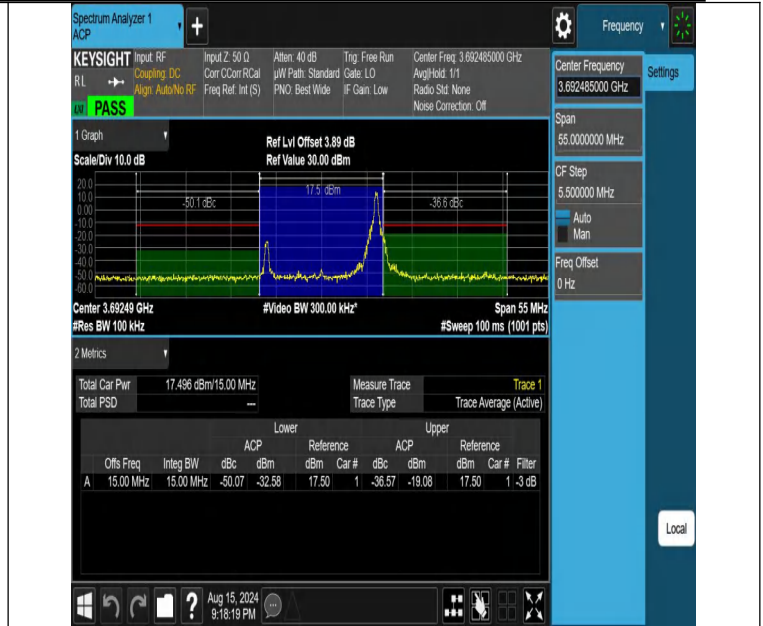 Spectrum Analyzer 1
ACP
+
Frequency
KEYSIGHT Input: RF Input Z: 50 Ω Atten: 40 dB Trig: Free Run Center Freq: 3.692485000 GHz
RL Coupling: DC Corr CCorr RCal µW Path: Standard Gate: LO Avg|Hold: 1/1
Align: Auto/No RF Freq Ref: Int (S) PNO: Best Wide IF Gain: Low Radio Std: None
PASS Noise Correction: Off
Center Frequency
3.692485000 GHz
Settings
Span
55.0000000 MHz
CF Step
5.500000 MHz
Auto
Man
Freq Offset
0 Hz
Local
1 Graph
Ref Lvl Offset 3.89 dB
Scale/Div 10.0 dB Ref Value 30.00 dBm
20.0
10.0
0.00
-10.0
-20.0
-30.0
-40.0
-50.0
-60.0
-50.1 dBc 17.5 dBm -36.6 dBc
Center 3.69249 GHz #Video BW 300.00 kHz* Span 55 MHz
#Res BW 100 kHz #Sweep 100 ms (1001 pts)
2 Metrics
Total Car Pwr 17.496 dBm/15.00 MHz Measure Trace Trace 1
Total PSD --- Trace Type Trace Average (Active)
Lower Upper
ACP Reference ACP Reference
Offs Freq Integ BW dBc dBm dBm Car # dBc dBm dBm Car # Filter
A 15.00 MHz 15.00 MHz -50.07 -32.58 17.50 1 -36.57 -19.08 17.50 1 -3 dB
? Aug 15, 2024
9:18:19 PM